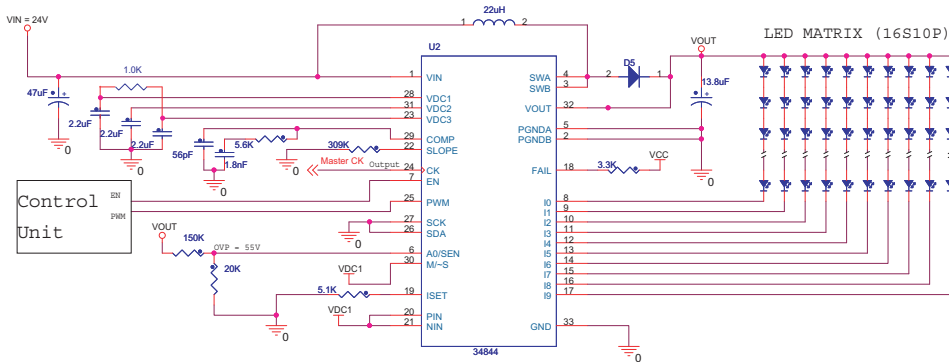 22uH
VIN = 24V
1 2
LED MATRIX (16S10P)
VOUT
U2
1.0K
D5
1 VIN
SWA 4
SWB 3
2 1
47uF
13.8uF
28 VDC1
31 VDC2
23 VDC3
VOUT 32
2.2uF
2.2uF
2.2uF
PGNDA 5
PGNDB 2
5.6K
29 COMP
22 SLOPE
56pF
1.8nF
309K
0
0
0
0
0
0
Master CK
Output
24 CK
7 EN
FAIL 18
3.3K
VCC
Control
Unit
EN
PWM
25 PWM
I0 8
I1 9
I2 10
I3 11
I4 12
I5 13
I6 14
I7 15
I8 16
I9 17
27 SCK
26 SDA
0
VOUT
150K
OVP = 55V
6 A0/SEN
30 M/~S
20K
VDC1
5.1K
19 ISET
VDC1
20 PIN
21 NIN
0
GND 33
0
34844